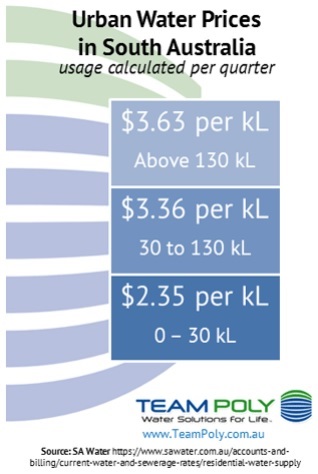 Urban Water Prices
in South Australia
usage calculated per quarter
$3.63 per kL
Above 130 kL
$3.36 per kL
30 to 130 kL
$2.35 per kL
0 – 30 kL
TEAM POLY
Water Solutions for Life™
www.TeamPoly.com.au
Source: SA Water https://www.sawater.com.au/accounts-and-
billing/current-water-and-sewerage-rates/residential-water-supply